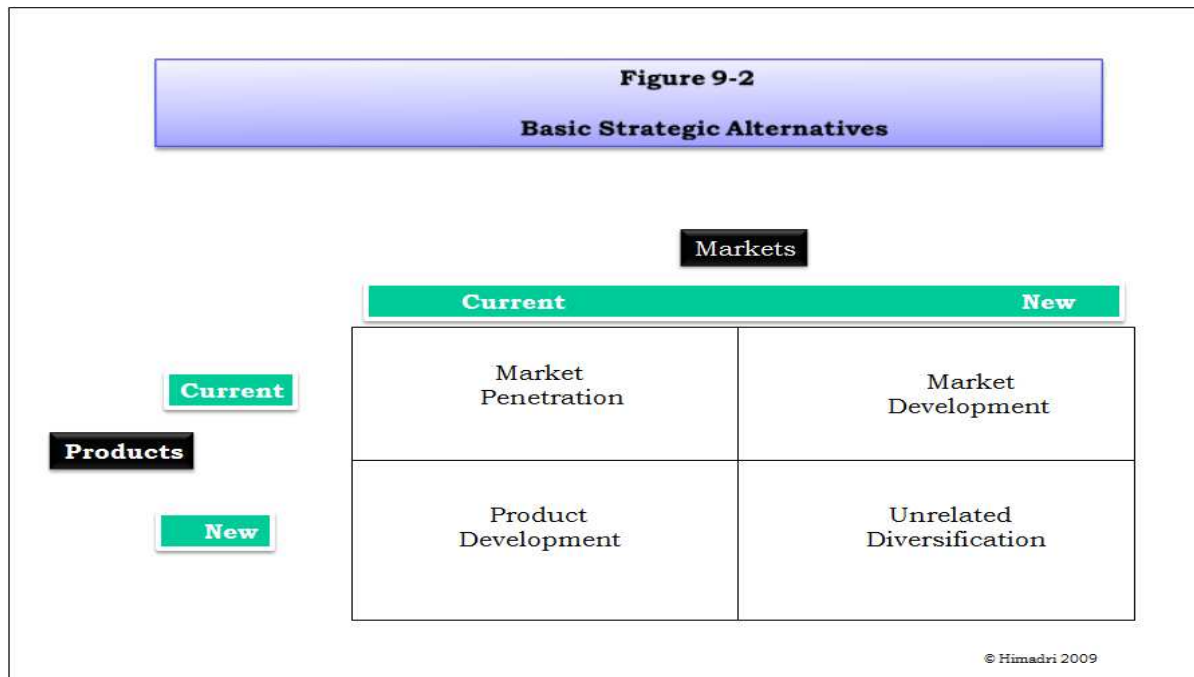 Figure 9-2
Basic Strategic Alternatives
Markets
Current New
Current
Market
Penetration
Market
Development
Products
New
Product
Development
Unrelated
Diversification
© Himadri 2009